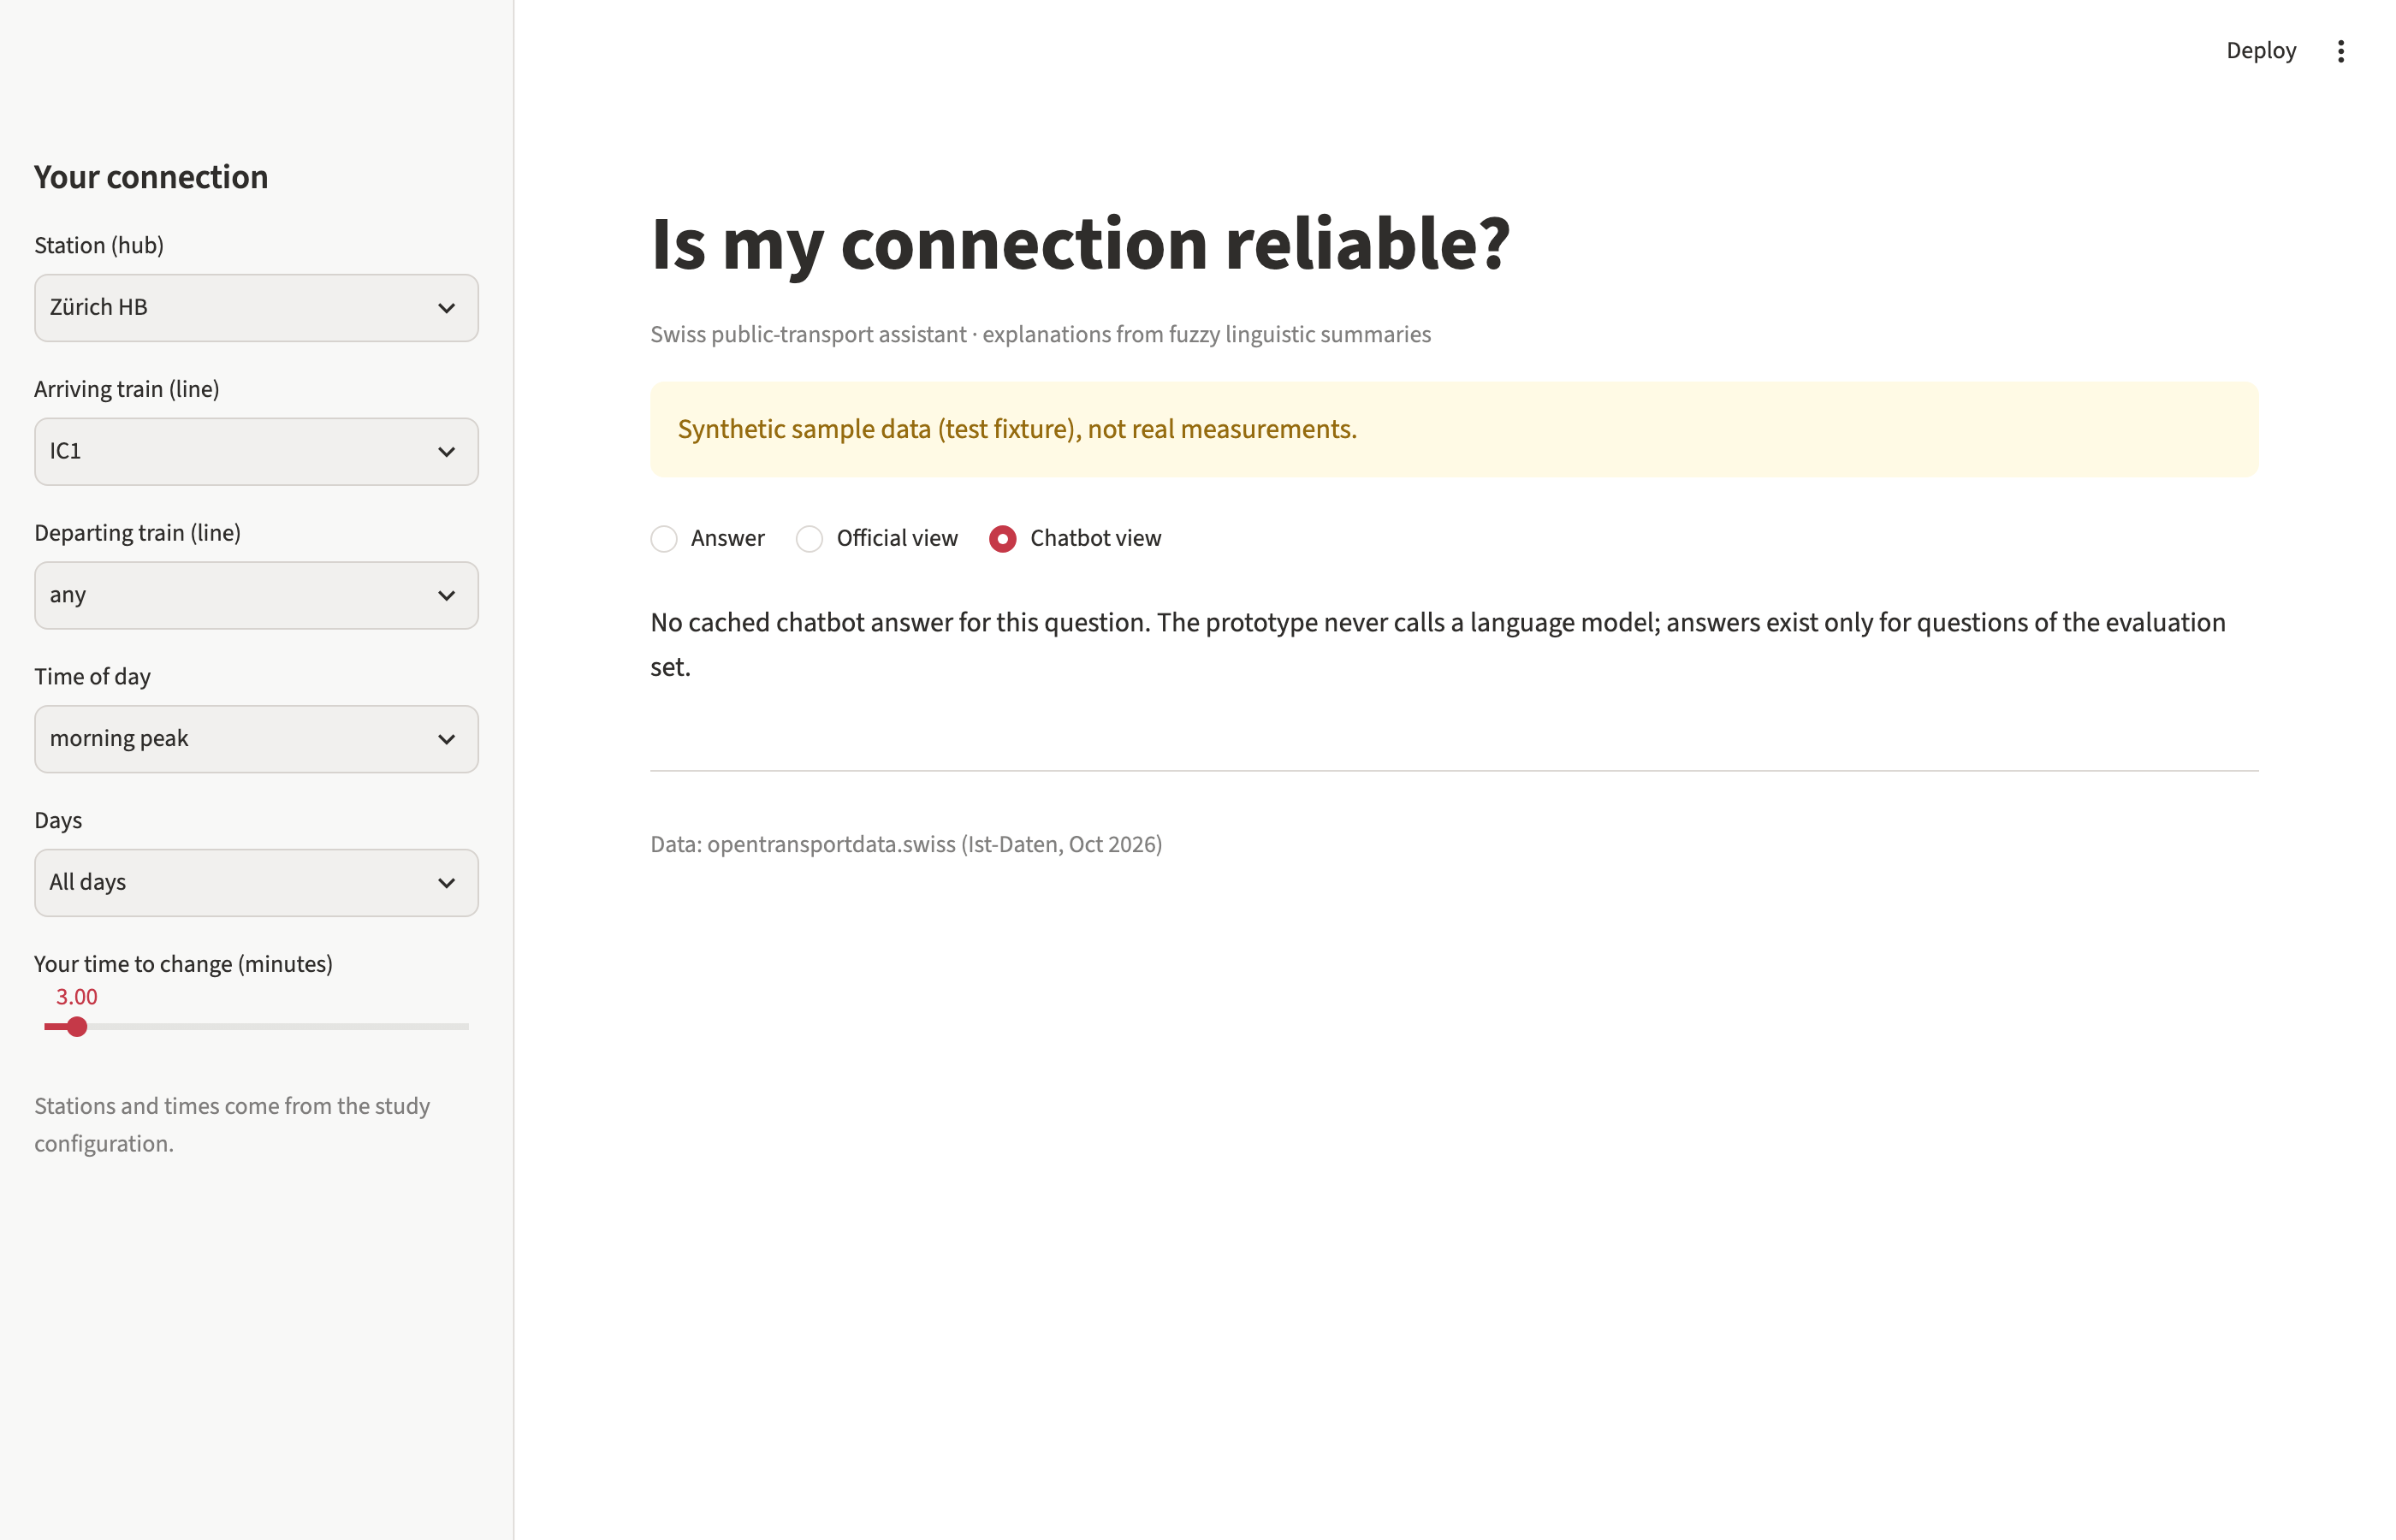 Deploy
Your connection
Station (hub)
Zürich HB
Arriving train (line)
IC1
Departing train (line)
any
Time of day
morning peak
Days
All days
Your time to change (minutes)
3.00
Stations and times come from the study
configuration.
Is my connection reliable?
Swiss public-transport assistant · explanations from fuzzy linguistic summaries
Synthetic sample data (test fixture), not real measurements.
Answer Official view Chatbot view
No cached chatbot answer for this question. The prototype never calls a language model; answers exist only for questions of the evaluation
set.
Data: opentransportdata.swiss (Ist-Daten, Oct 2026)